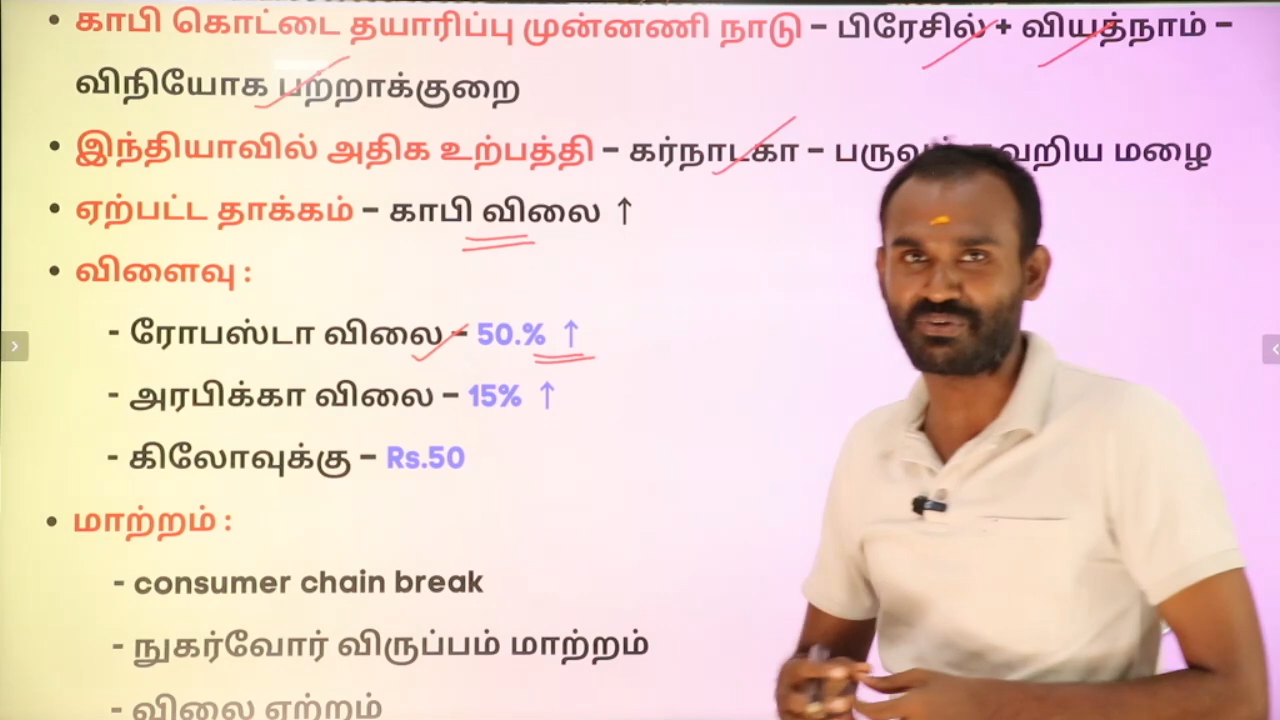 • காபி கொட்டை தயாரிப்பு முன்னணி நாடு – பிரேசில் + வியத்நாம் –
விநியோக பற்றாக்குறை
• இந்தியாவில் அதிக உற்பத்தி – கர்நாடகா – மழை
• ஏற்பட்ட தாக்கம் – காபி விலை ↑
• விளைவு :
- ரோபஸ்டா விலை – 50.% ↑
- அரபிக்கா விலை – 15% ↑
- கிலோவுக்கு – Rs.50
• மாற்றம் :
- consumer chain break
- நுகர்வோர் விருப்பம் மாற்றம்
- விலை ஏற்றம்